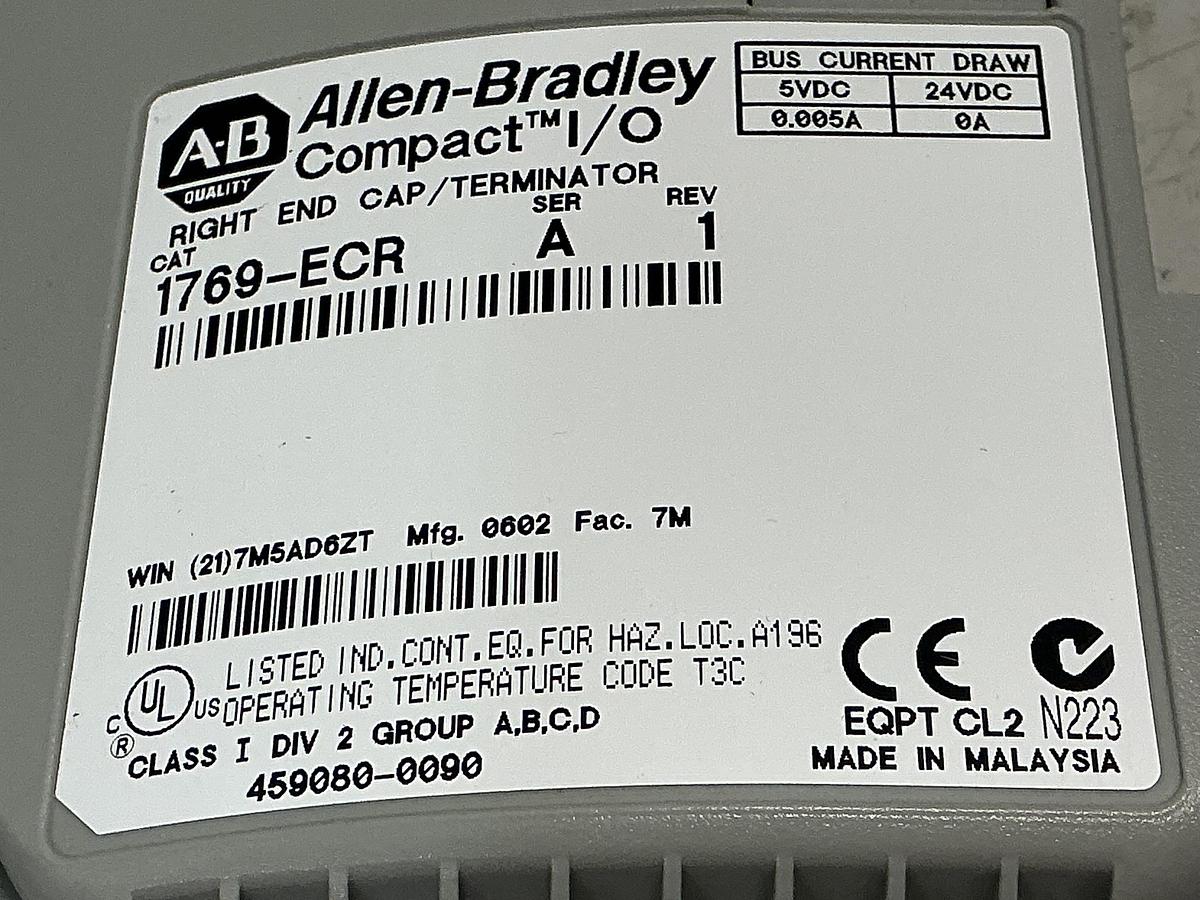 Allen-Bradley
A-B
QUALITY
Compact™ I/O
RIGHT END CAP/TERMINATOR
CAT SER REV
1769-ECR A 1
BUS CURRENT DRAW
5VDC 24VDC
0.005A 0A
WIN (21)7M5AD6ZT Mfg. 0602 Fac. 7M
LISTED IND.CONT.EQ.FOR HAZ.LOC.A196
C UL US OPERATING TEMPERATURE CODE T3C
® CLASS I DIV 2 GROUP A,B,C,D
459080-0090
CE
EQPT CL2 N223
MADE IN MALAYSIA